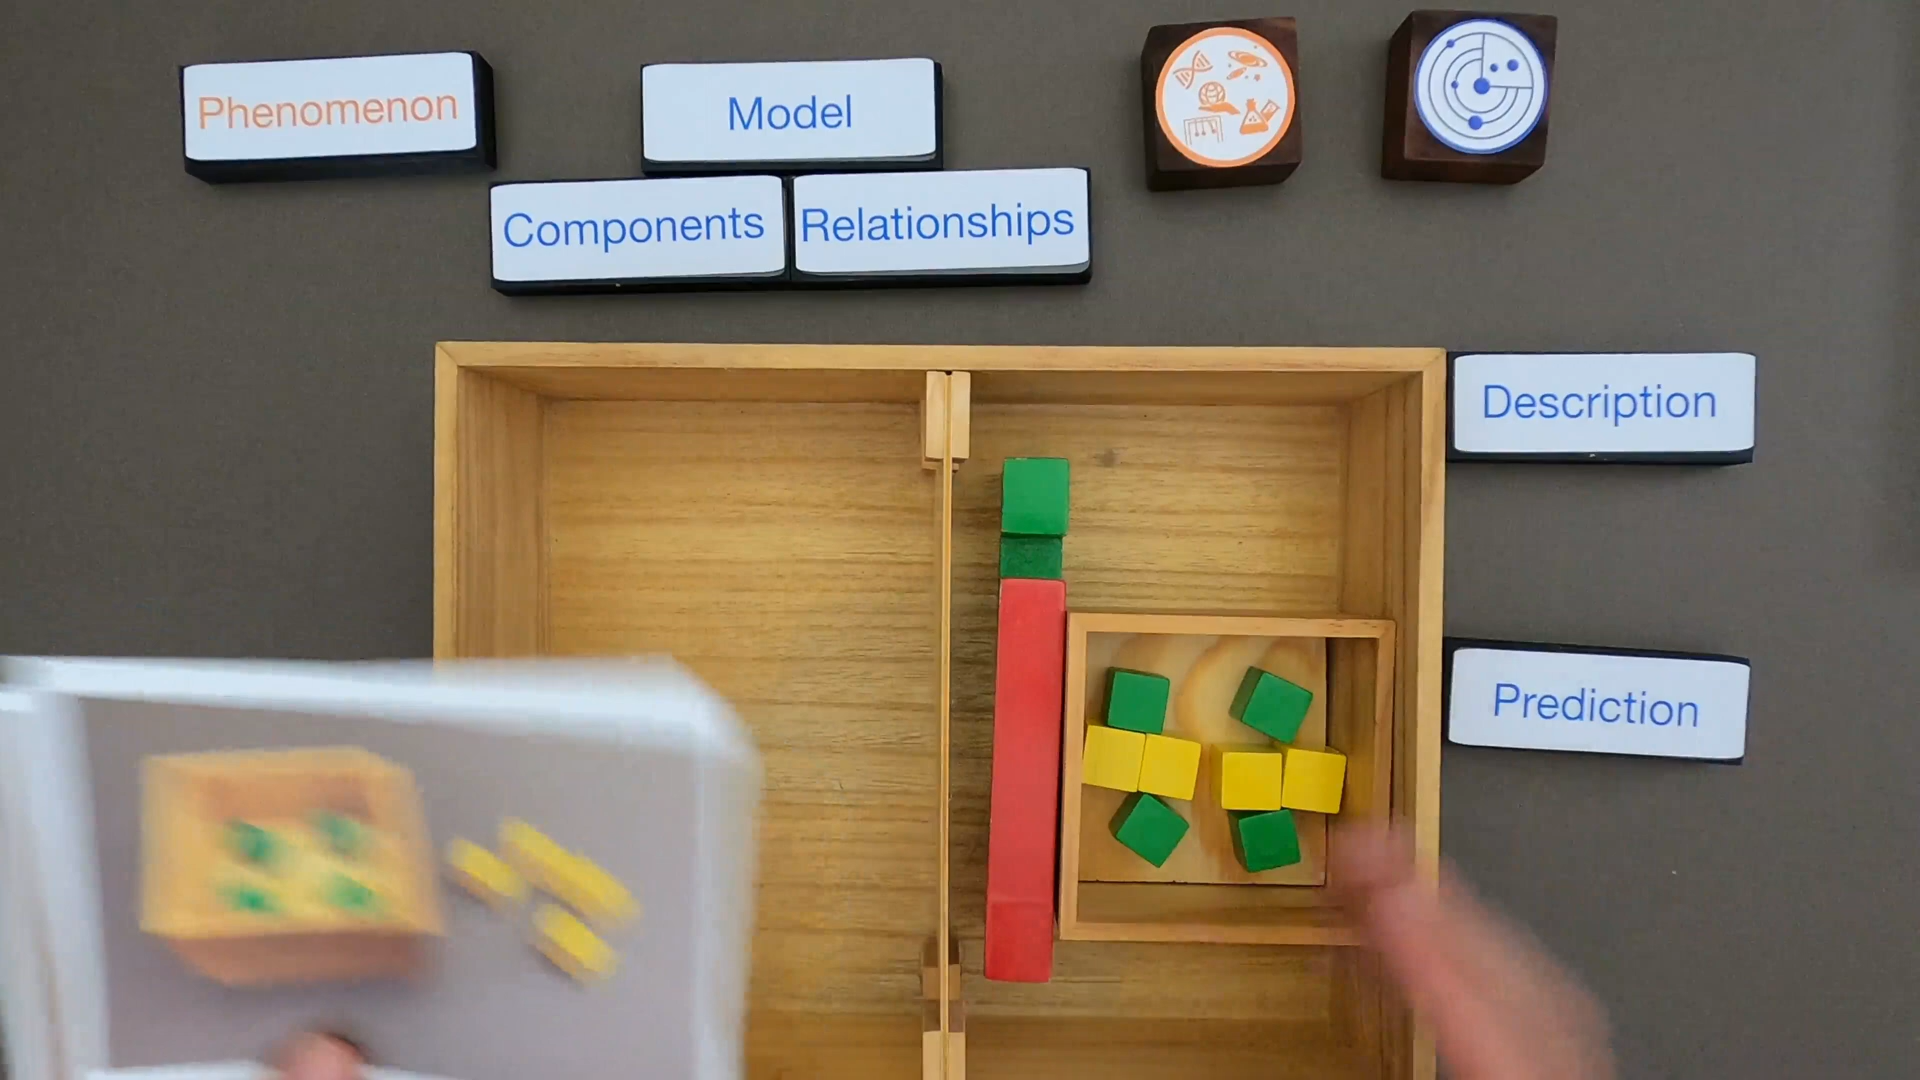 Phenomenon
Model
Components
Relationships
Description
Prediction